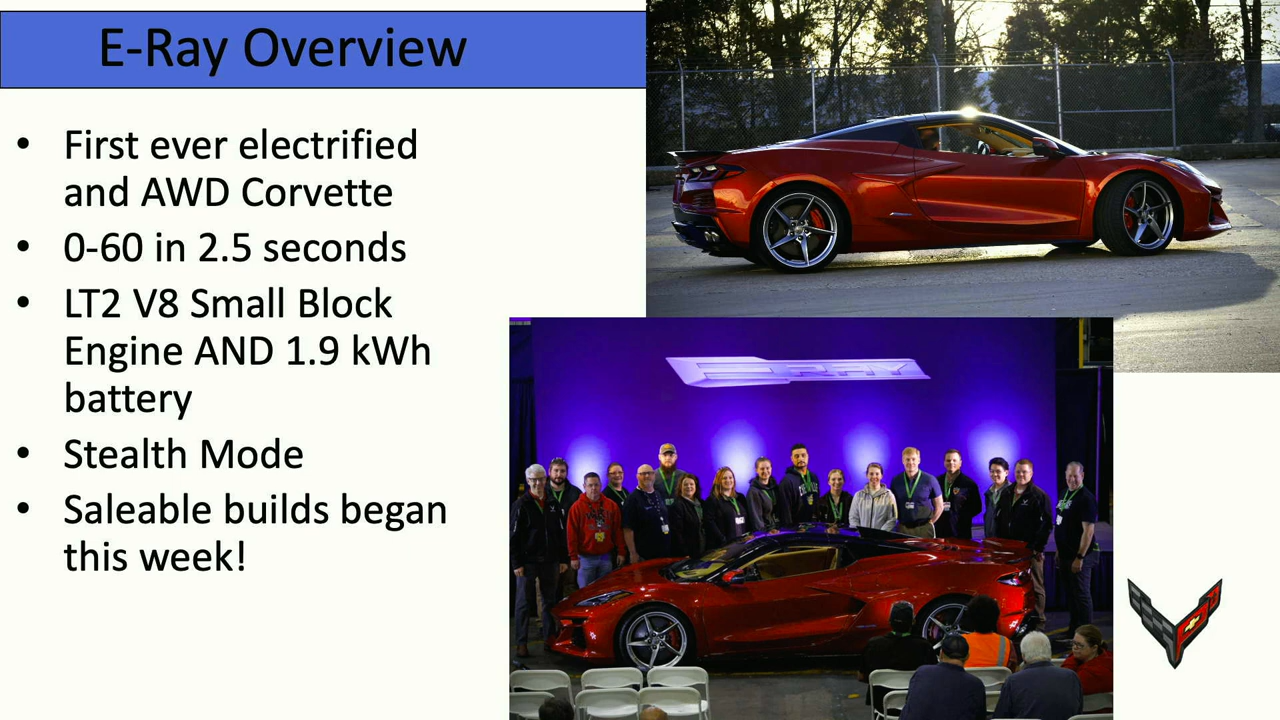 E-Ray Overview
• First ever electrified
and AWD Corvette
• 0-60 in 2.5 seconds
• LT2 V8 Small Block
Engine AND 1.9 kWh
battery
• Stealth Mode
• Saleable builds began
this week!
E-RAY